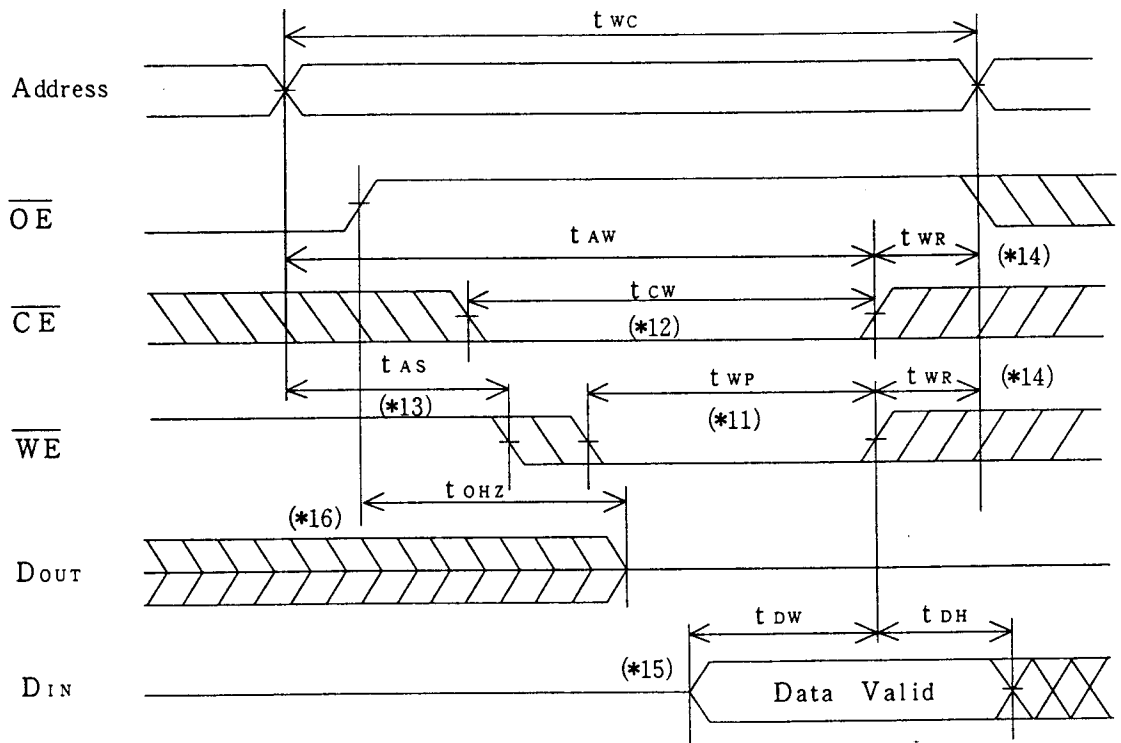 t WC
Address
OE
t AW
t WR
(*14)
CE
t CW
(*12)
t AS
(*13)
t WP
(*11)
t WR
(*14)
WE
t OHZ
(*16)
DOUT
t DW
t DH
(*15)
DIN
Data Valid